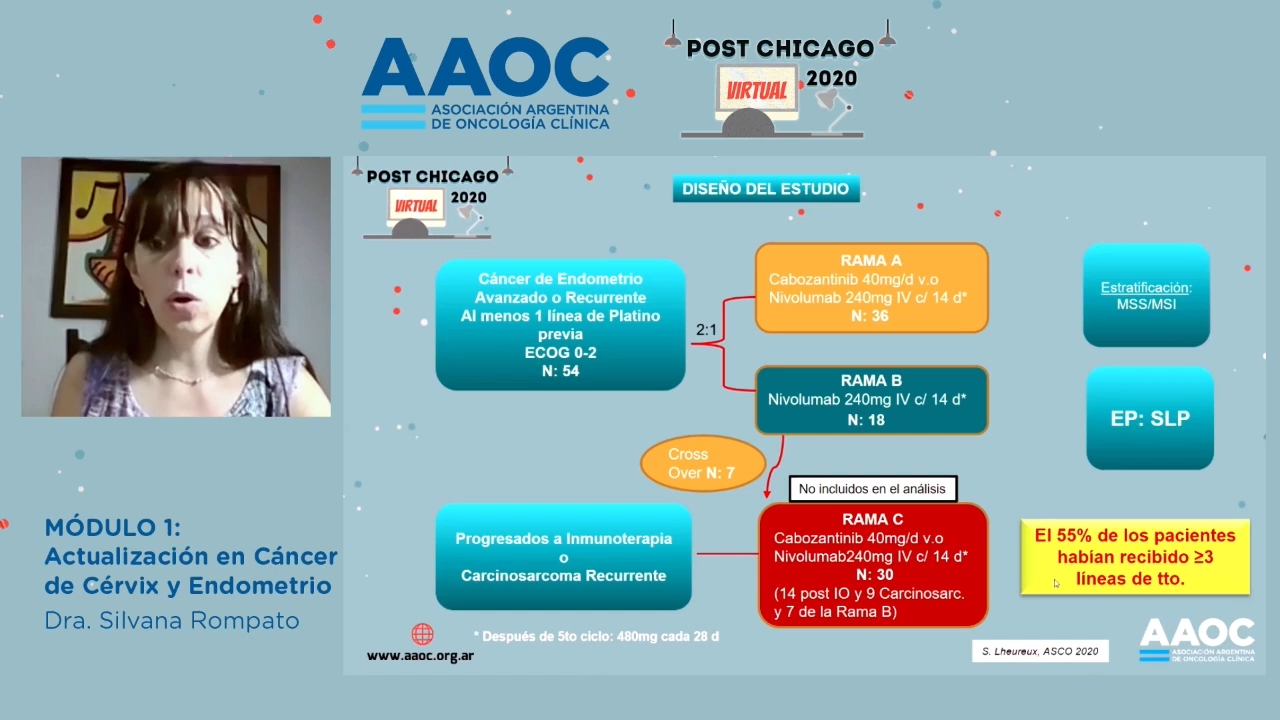 AAOC
ASOCIACIÓN ARGENTINA
DE ONCOLOGÍA CLÍNICA
POST CHICAGO
2020
VIRTUAL
POST CHICAGO
2020
VIRTUAL
DISEÑO DEL ESTUDIO
Cáncer de Endometrio
Avanzado o Recurrente
Al menos 1 línea de Platino
previa
ECOG 0-2
N: 54
2:1
RAMA A
Cabozantinib 40mg/d v.o
Nivolumab 240mg IV c/ 14 d*
N: 36
RAMA B
Nivolumab 240mg IV c/ 14 d*
N: 18
Estratificación:
MSS/MSI
EP: SLP
Cross
Over N: 7
No incluidos en el análisis
Progresados a Inmunoterapia
o
Carcinosarcoma Recurrente
RAMA C
Cabozantinib 40mg/d v.o
Nivolumab240mg IV c/ 14 d*
N: 30
(14 post IO y 9 Carcinosarc.
y 7 de la Rama B)
El 55% de los pacientes
habian recibido ≥3
líneas de tto.
* Después de 5to ciclo: 480mg cada 28 d
www.aaoc.org.ar
S. Lheureux, ASCO 2020
AAOC
ASOCIACIÓN ARGENTINA
DE ONCOLOGÍA CLÍNICA
MÓDULO 1:
Actualización en Cáncer
de Cérvix y Endometrio
Dra. Silvana Rompato